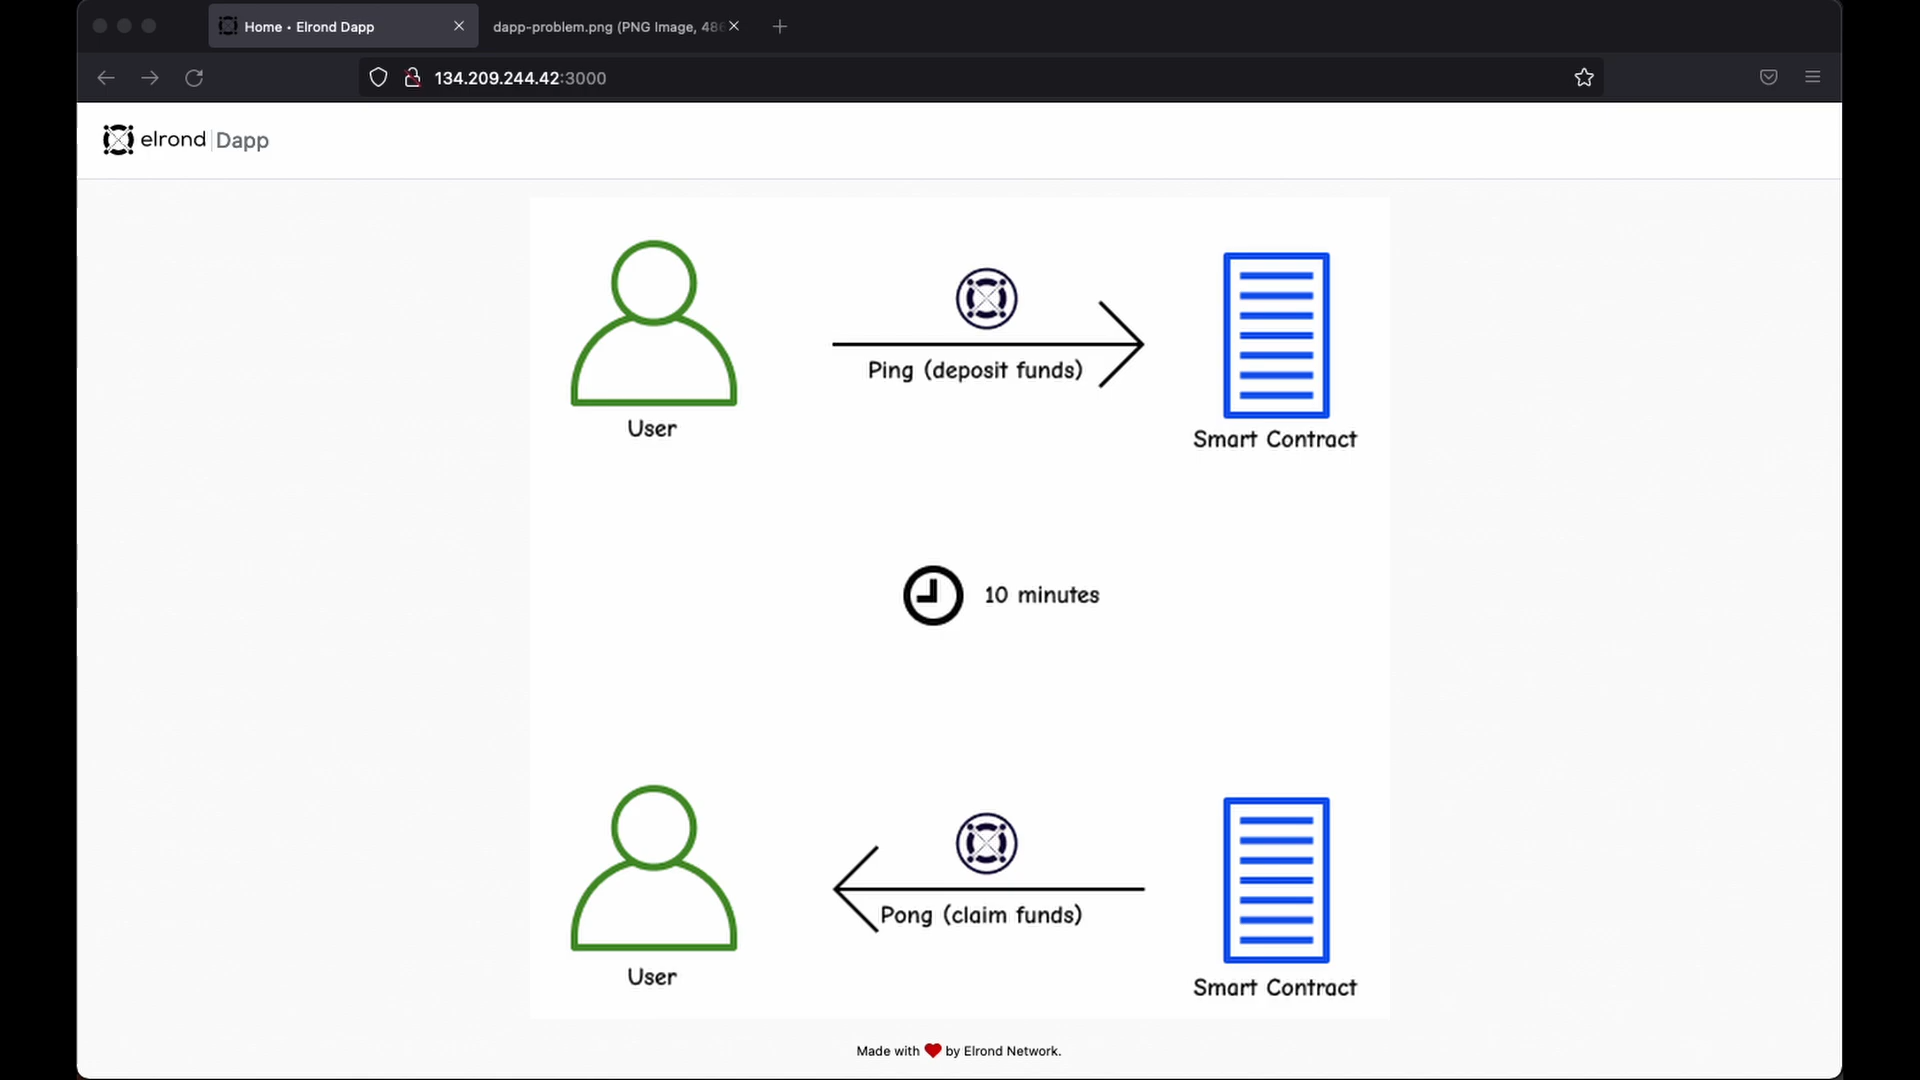 Home • Elrond Dapp
dapp-problem.png (PNG Image, 486
134.209.244.42:3000
elrond Dapp
Ping (deposit funds)
User
Smart Contract
10 minutes
Pong (claim funds)
User
Smart Contract
Made with by Elrond Network.